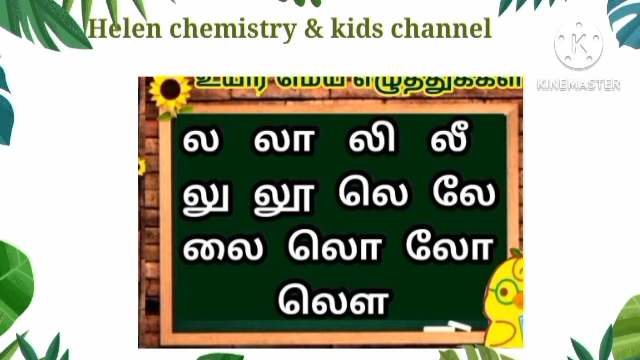 Helen chemistry & kids channel
KINEMASTER
உயிர் மெய் எழுத்துக்கள்
ல லா லி லீ
லு லூ லெ லே
லை லொ லோ
லௌ